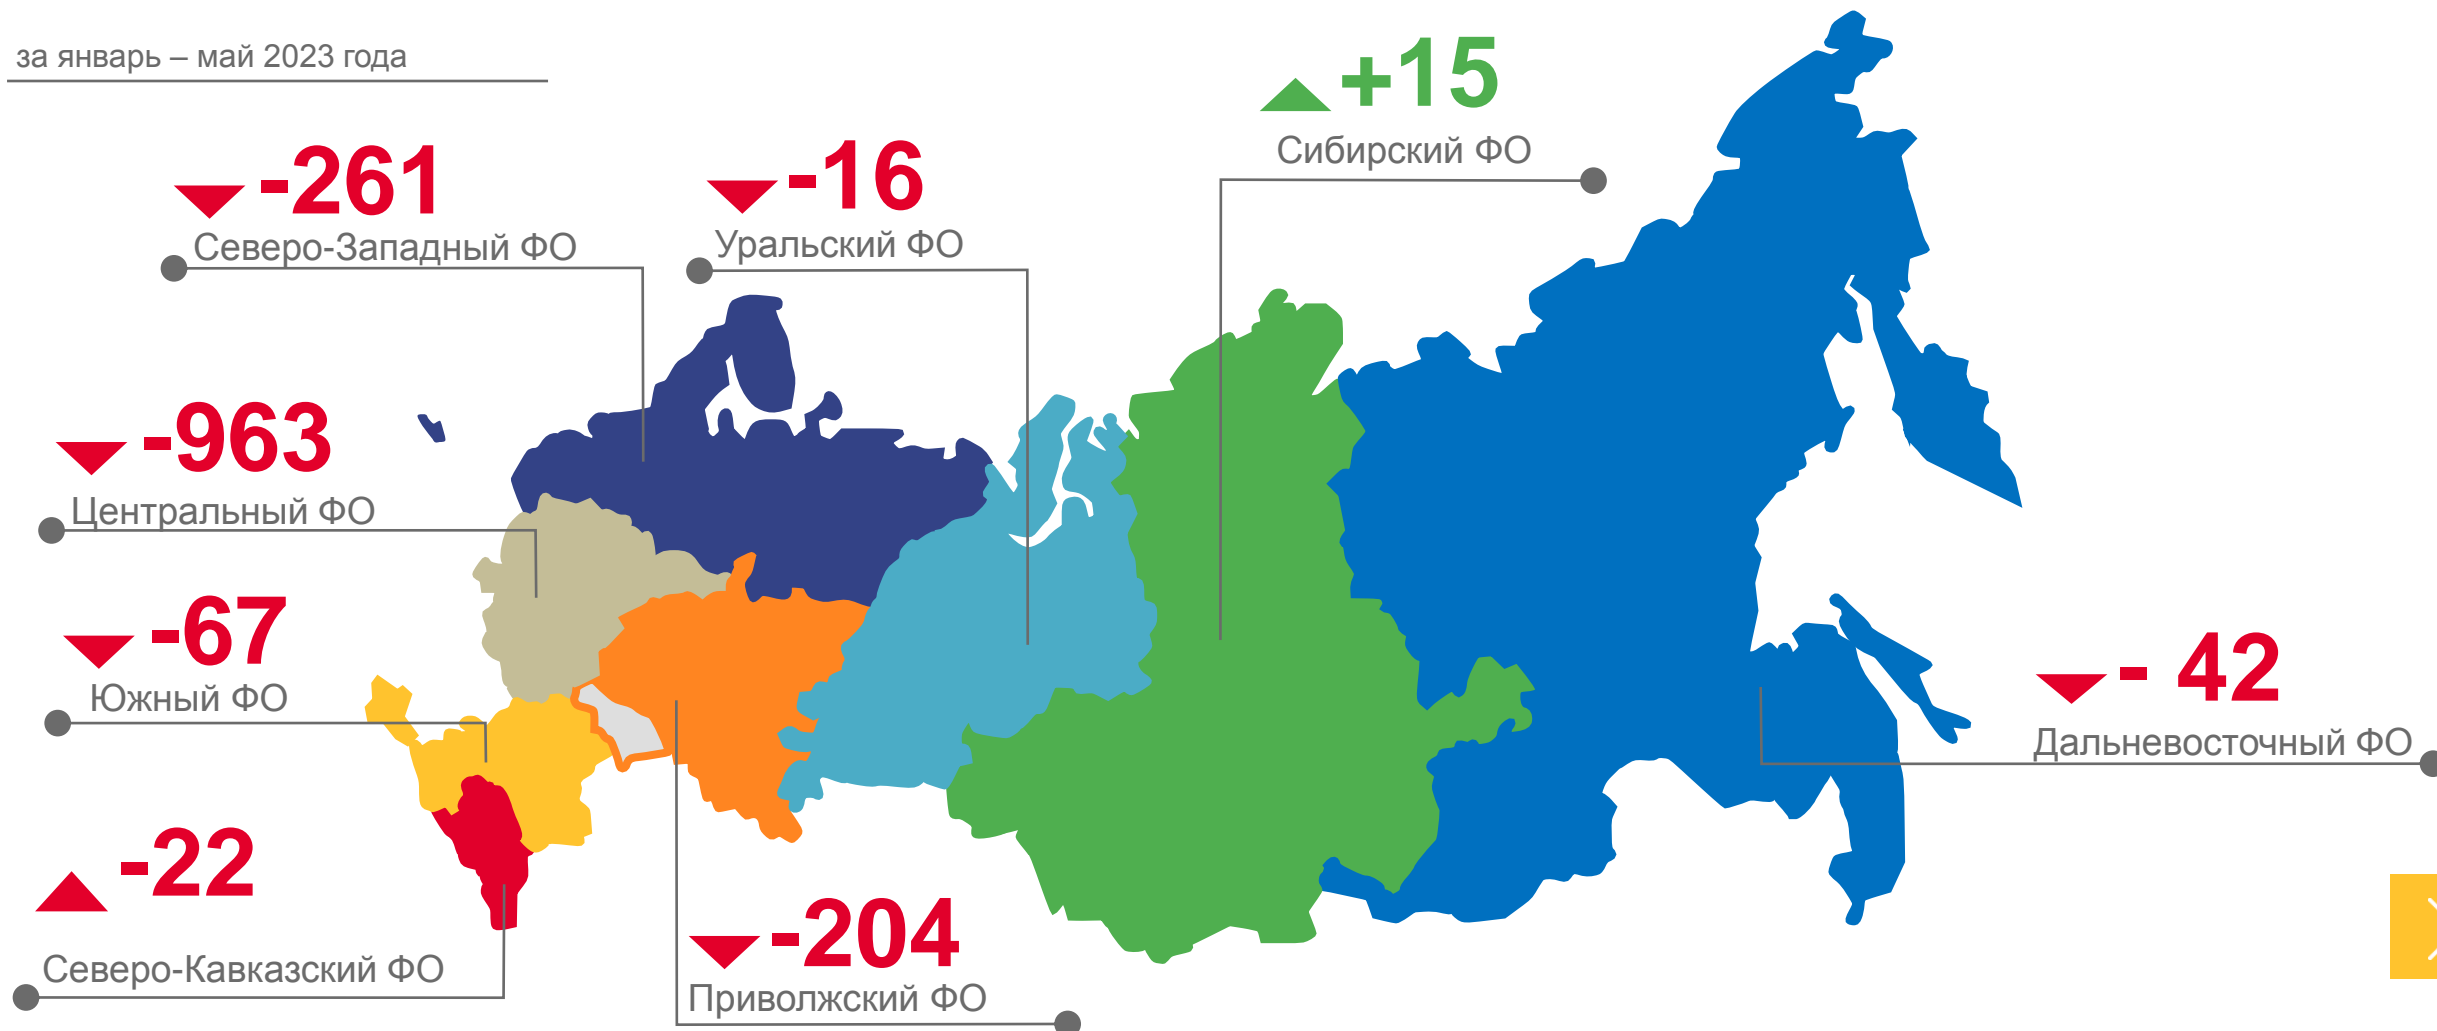 за январь – май 2023 года
+15
Сибирский ФО
-261
Северо-Западный ФО
-16
Уральский ФО
-963
Центральный ФО
-67
Южный ФО
- 42
Дальневосточный ФО
-22
Северо-Кавказский ФО
-204
Приволжский ФО